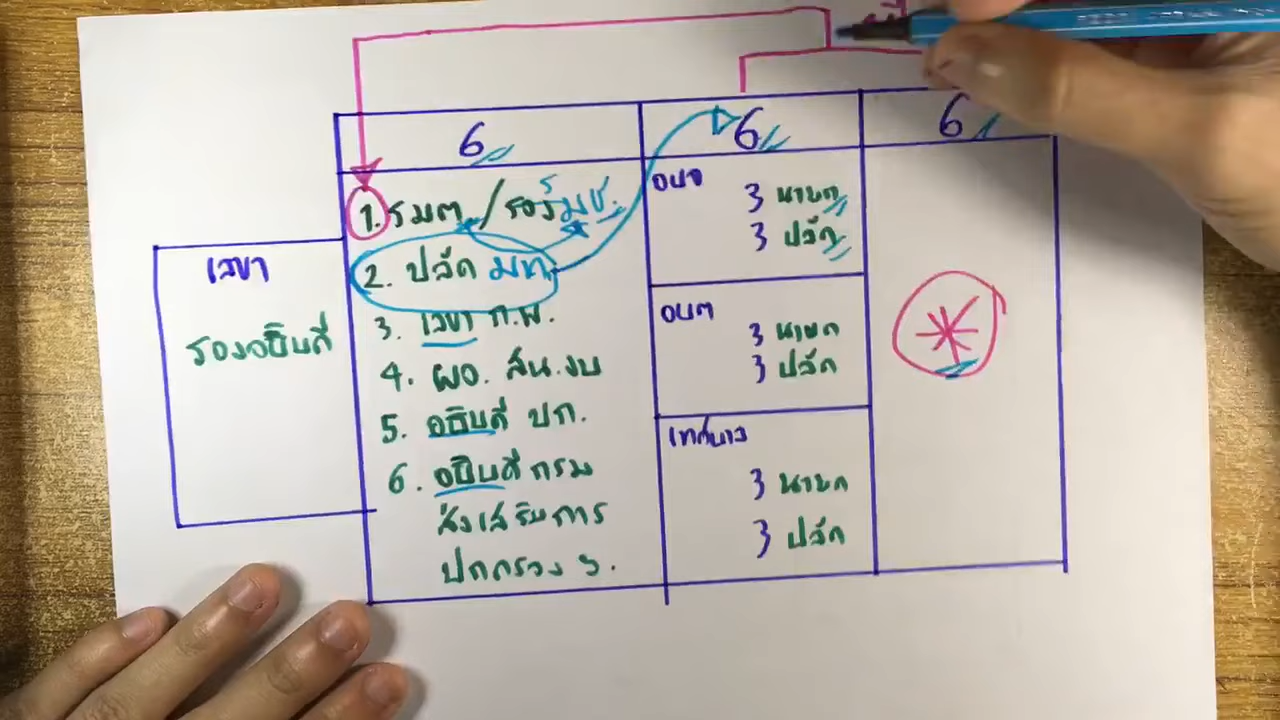 6 6 6
1. รมต / รอง รมช.
2. ปลัด มท.
3. เลขา ก.พ.
4. ผอ. สน.งบ
5. อธิบดี ปก.
6. อธิบดีกรม
ส่งเสริมการ
ปกครอง ฯ.
เลขา
รองอธิบดี
อบจ
3 นายก
3 ปลัด
อบต
3 นายก
3 ปลัด
เทศบาล
3 นายก
3 ปลัด